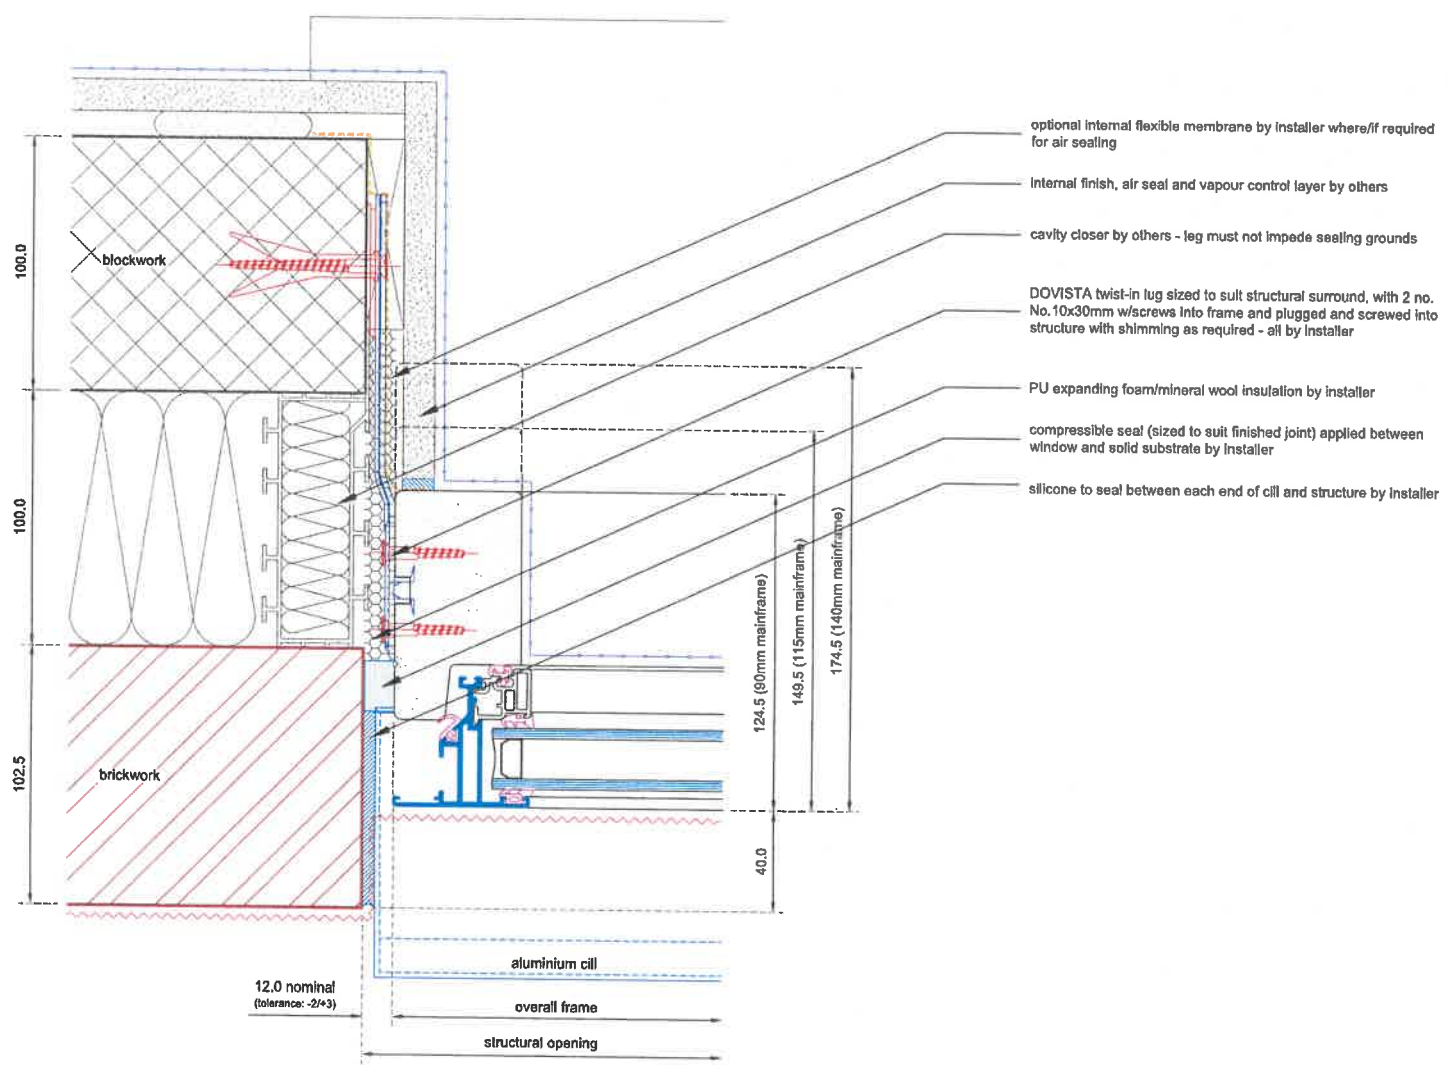 optional internal flexible membrane by installer where/if required
for air sealing
internal finish, air seal and vapour control layer by others
cavity closer by others - leg must not impede sealing grounds
DOVISTA twist-in lug sized to suit structural surround, with 2 no.
No.10x30mm w/screws into frame and plugged and screwed into
structure with shimming as required - all by installer
PU expanding foam/mineral wool insulation by installer
compressible seal (sized to suit finished joint) applied between
window and solid substrate by installer
silicone to seal between each end of cill and structure by installer
100.0
blockwork
100.0
102.5
brickwork
124.5 (90mm mainframe)
149.5 (115mm mainframe)
174.5 (140mm mainframe)
40.0
aluminium cill
12.0 nominal
(tolerance: -2/+3)
overall frame
structural opening